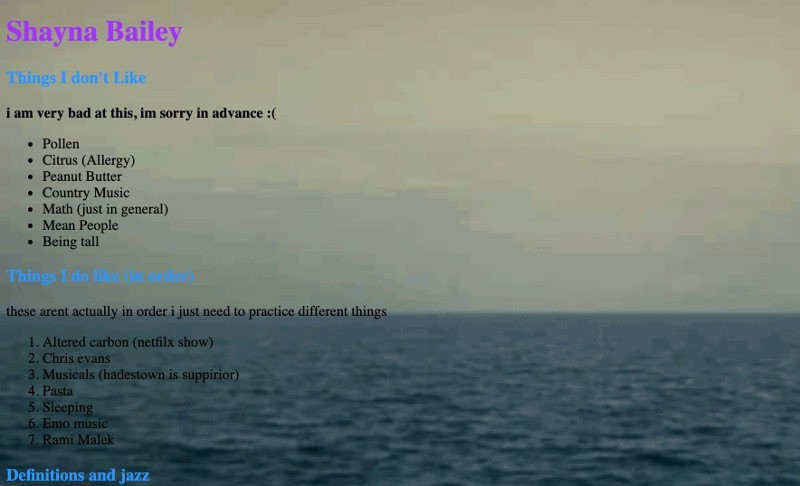 Shayna Bailey
Things I don't Like
i am very bad at this, im sorry in advance :(
• Pollen
• Citrus (Allergy)
• Peanut Butter
• Country Music
• Math (just in general)
• Mean People
• Being tall
Things I do like (in order)
these arent actually in order i just need to practice different things
1. Altered carbon (netfilx show)
2. Chris evans
3. Musicals (hadestown is suppirior)
4. Pasta
5. Sleeping
6. Emo music
7. Rami Malek
Definitions and jazz